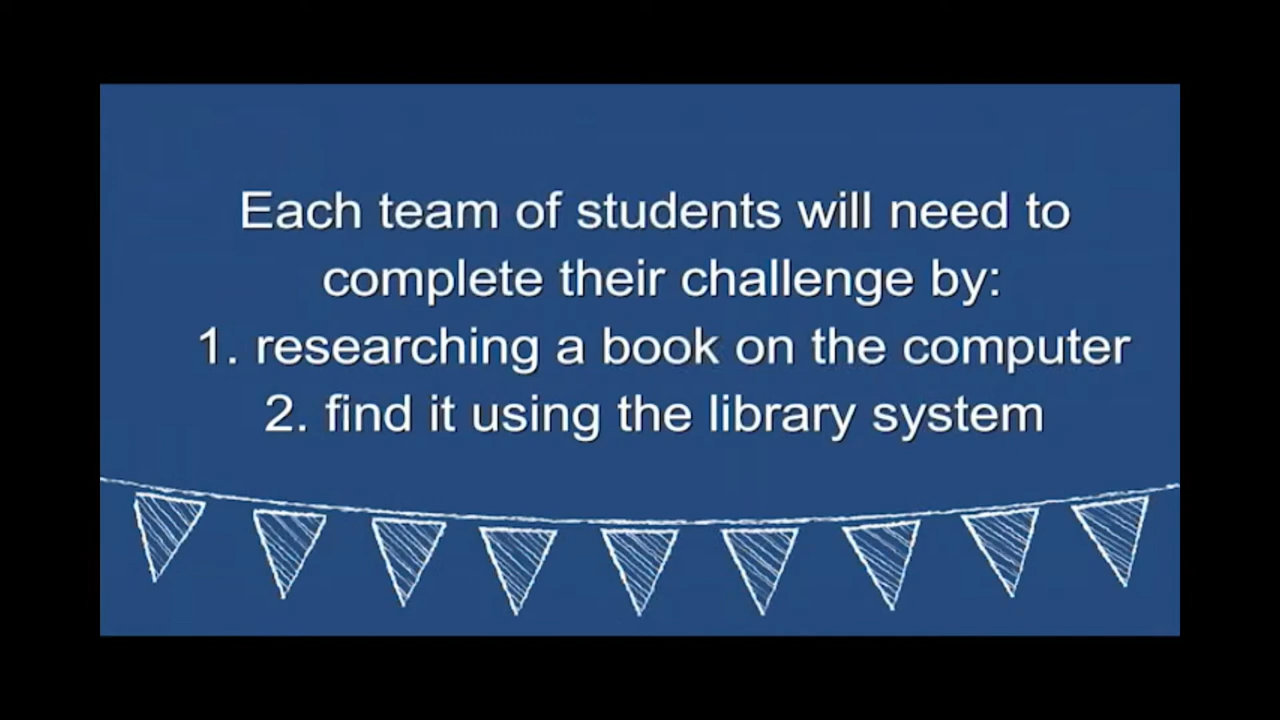 Each team of students will need to
complete their challenge by:
1. researching a book on the computer
2. find it using the library system